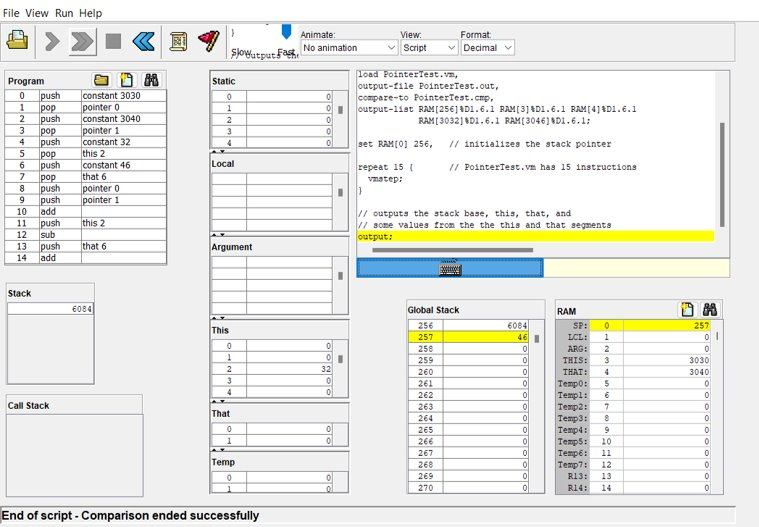 File View Run Help
}
// outputs the
Slow Fast
Animate:
No animation
View:
Script
Format:
Decimal
Program
0 push constant 3030
1 pop pointer 0
2 push constant 3040
3 pop pointer 1
4 push constant 32
5 pop this 2
6 push constant 46
7 pop that 6
8 push pointer 0
9 push pointer 1
10 add
11 push this 2
12 sub
13 push that 6
14 add
Stack
6084
Call Stack
Static
0 0
1 0
2 0
3 0
4 0
Local
Argument
This
0 0
1 0
2 32
3 0
4 0
That
0 0
1 0
Temp
0 0
1 0
load PointerTest.vm,
output-file PointerTest.out,
compare-to PointerTest.cmp,
output-list RAM[256]%D1.6.1 RAM[3]%D1.6.1 RAM[4]%D1.6.1
RAM[3032]%D1.6.1 RAM[3046]%D1.6.1;
set RAM[0] 256, // initializes the stack pointer
repeat 15 { // PointerTest.vm has 15 instructions
vmstep;
}
// outputs the stack base, this, that, and
// some values from the the this and that segments
output;
Global Stack
256 6084
257 46
258 0
259 0
260 0
261 0
262 0
263 0
264 0
265 0
266 0
267 0
268 0
269 0
270 0
RAM
SP: 0 257
LCL: 1 0
ARG: 2 0
THIS: 3 3030
THAT: 4 3040
Temp0: 5 0
Temp1: 6 0
Temp2: 7 0
Temp3: 8 0
Temp4: 9 0
Temp5: 10 0
Temp6: 11 0
Temp7: 12 0
R13: 13 0
R14: 14 0
End of script - Comparison ended successfully